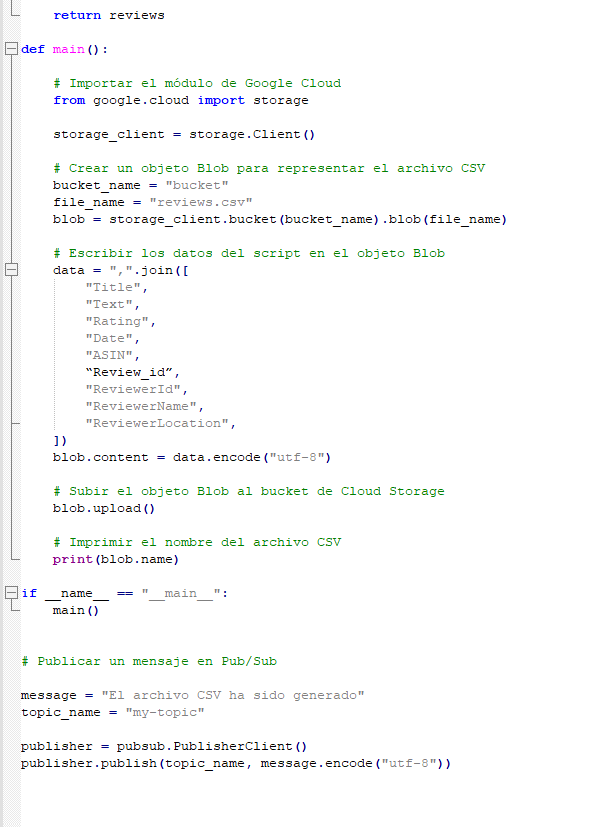 return reviews
def main():
# Importar el módulo de Google Cloud
from google.cloud import storage
storage_client = storage.Client()
# Crear un objeto Blob para representar el archivo CSV
bucket_name = "bucket"
file_name = "reviews.csv"
blob = storage_client.bucket(bucket_name).blob(file_name)
# Escribir los datos del script en el objeto Blob
data = ",".join([
"Title",
"Text",
"Rating",
"Date",
"ASIN",
“Review_id”,
"ReviewerId",
"ReviewerName",
"ReviewerLocation",
])
blob.content = data.encode("utf-8")
# Subir el objeto Blob al bucket de Cloud Storage
blob.upload()
# Imprimir el nombre del archivo CSV
print(blob.name)
if __name__ == "__main__":
main()
# Publicar un mensaje en Pub/Sub
message = "El archivo CSV ha sido generado"
topic_name = "my-topic"
publisher = pubsub.PublisherClient()
publisher.publish(topic_name, message.encode("utf-8"))